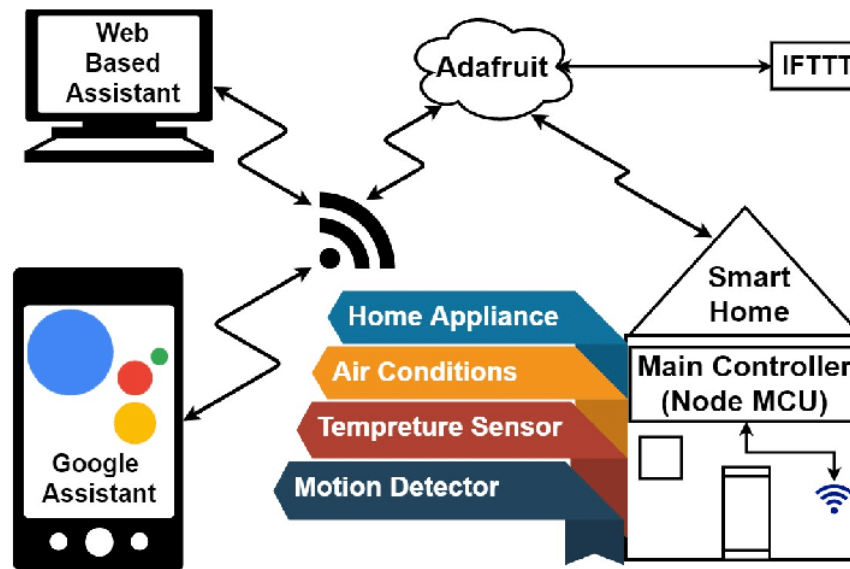 Web
Based
Assistant
Adafruit
IFTTT
Smart
Home
Home Appliance
Air Conditions
Tempreture Sensor
Motion Detector
Main Controller
(Node MCU)
Google
Assistant